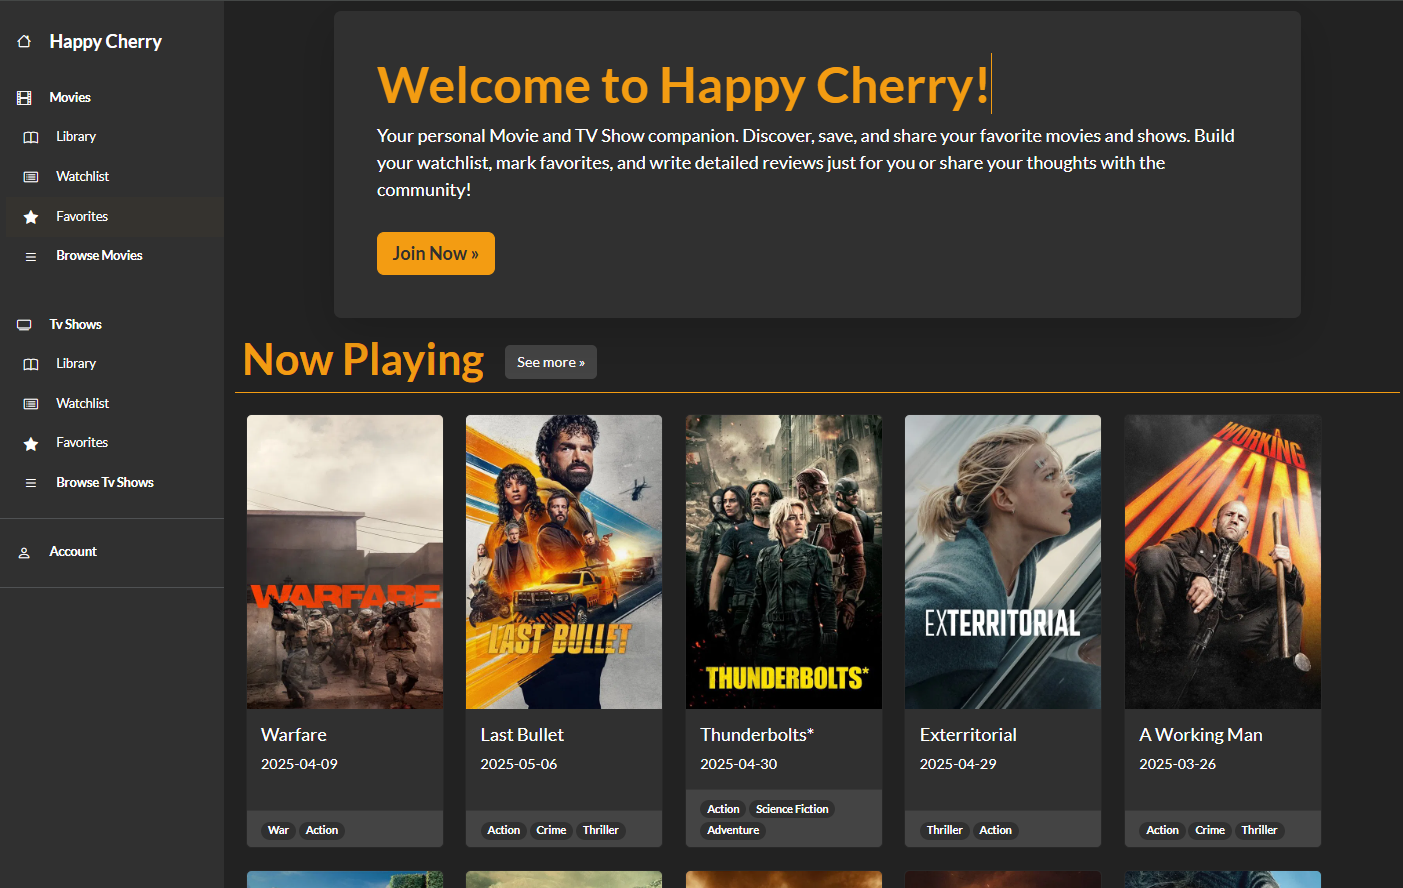 Happy Cherry
Movies
Library
Watchlist
Favorites
Browse Movies
Tv Shows
Library
Watchlist
Favorites
Browse Tv Shows
Account
Welcome to Happy Cherry!
Your personal Movie and TV Show companion. Discover, save, and share your favorite movies and shows. Build
your watchlist, mark favorites, and write detailed reviews just for you or share your thoughts with the
community!
Join Now »
Now Playing
See more »
WARFARE
Warfare
2025-04-09
War Action
LAST BULLET
Last Bullet
2025-05-06
Action Crime Thriller
THUNDERBOLTS*
Thunderbolts*
2025-04-30
Action Science Fiction
Adventure
EXTERRITORIAL
Exterritorial
2025-04-29
Thriller Action
A
WORKING
MAN
A Working Man
2025-03-26
Action Crime Thriller